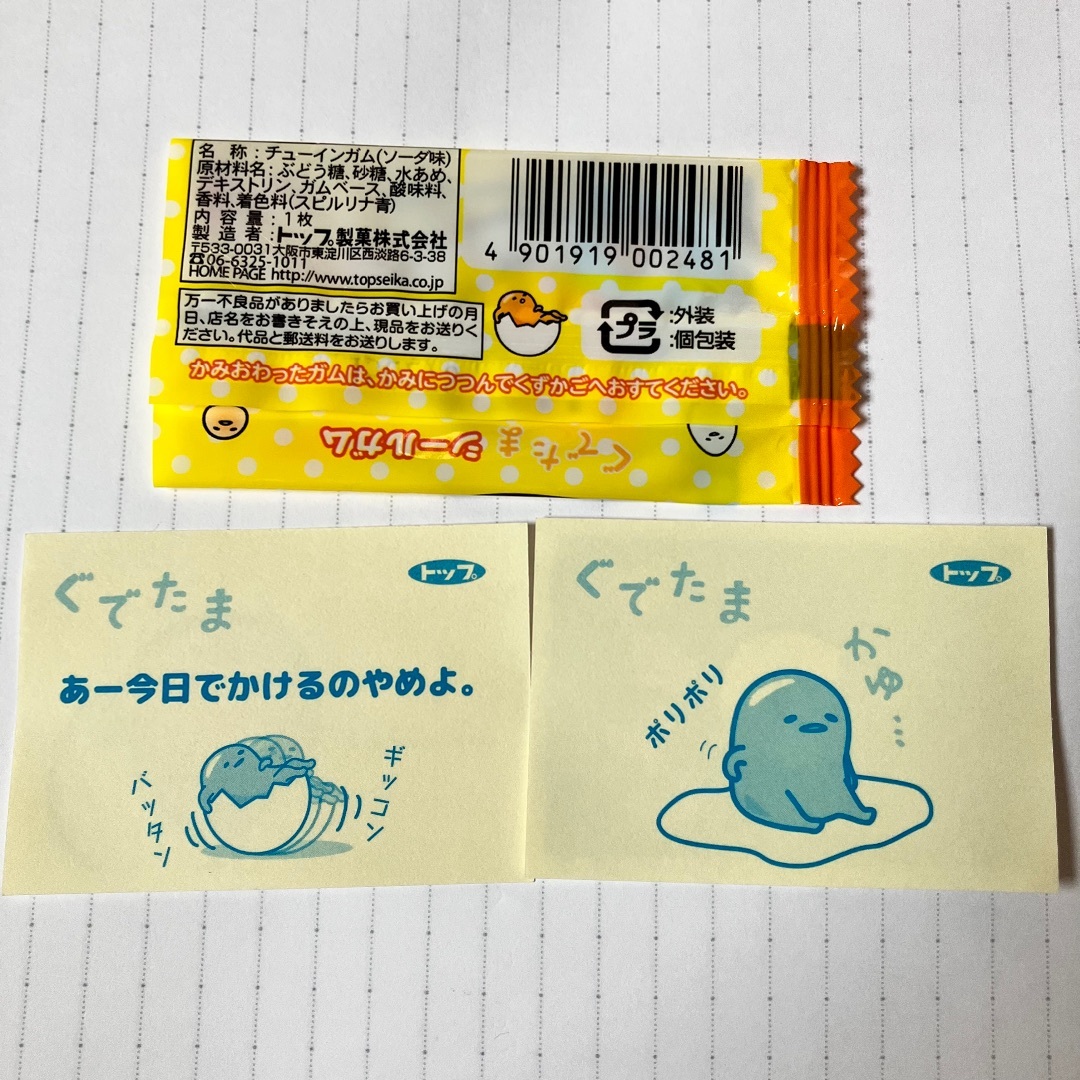 名 称：チューインガム(ソーダ味)
原材料名：ぶどう糖、砂糖、水あめ、
デキストリン、ガムベース、酸味料、
香料、着色料(スピルリナ青)
内 容 量：1枚
製 造 者：トップ製菓株式会社
〒533-0031大阪市東淀川区西淡路6-3-38
☎06-6325-1011
HOME PAGE http://www.topseika.co.jp
4 901919 002481
万一不良品がありましたらお買い上げの月
日、店名をお書きそえの上、現品をお送りく
ださい。代品と郵送料をお送りします。
プラ
:外装
:個包装
かみおわったガムは、かみにつつんでくずかごへおすてください。
ぐでたま シールガム
ぐでたま
トップ
あー今日でかけるのやめよ。
バッタン
ギッコン
ぐでたま
トップ
ポリポリ
かゆ…